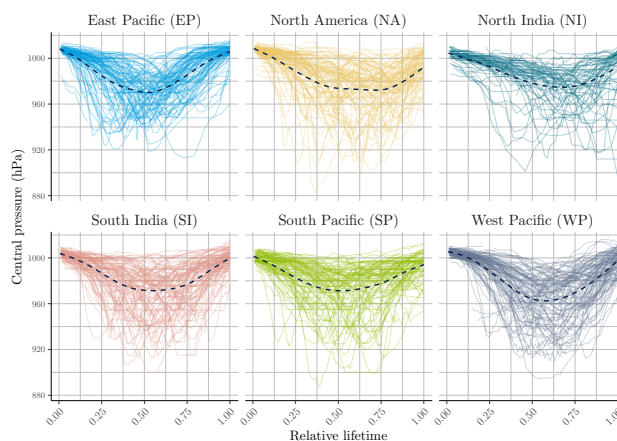 East Pacific (EP)
North America (NA)
North India (NI)
1000
960
920
880
South India (SI)
South Pacific (SP)
West Pacific (WP)
1000
960
920
880
Central pressure (hPa)
0.00
0.25
0.50
0.75
1.00
0.00
0.25
0.50
0.75
1.00
0.00
0.25
0.50
0.75
1.00
Relative lifetime